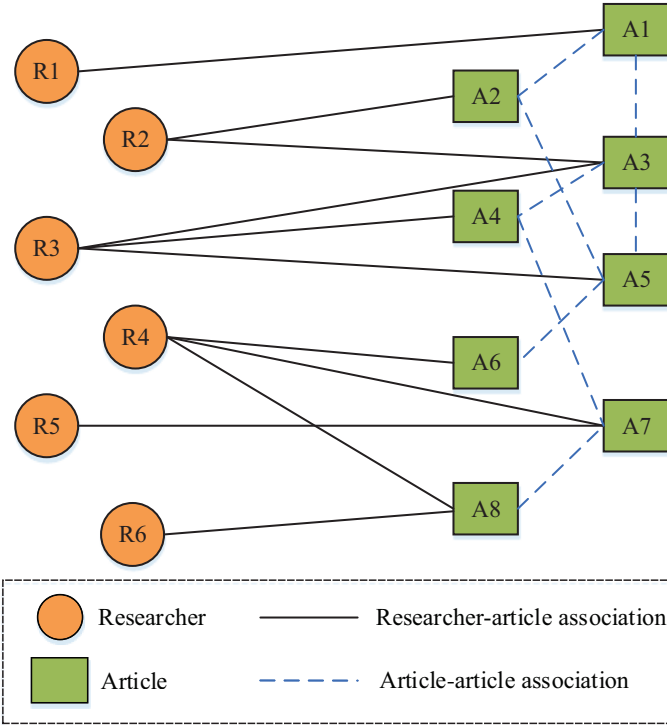 A1
R1
A2
R2
A3
A4
R3
A5
R4
A6
R5
A7
A8
R6
Researcher
Researcher-article association
Article
Article-article association